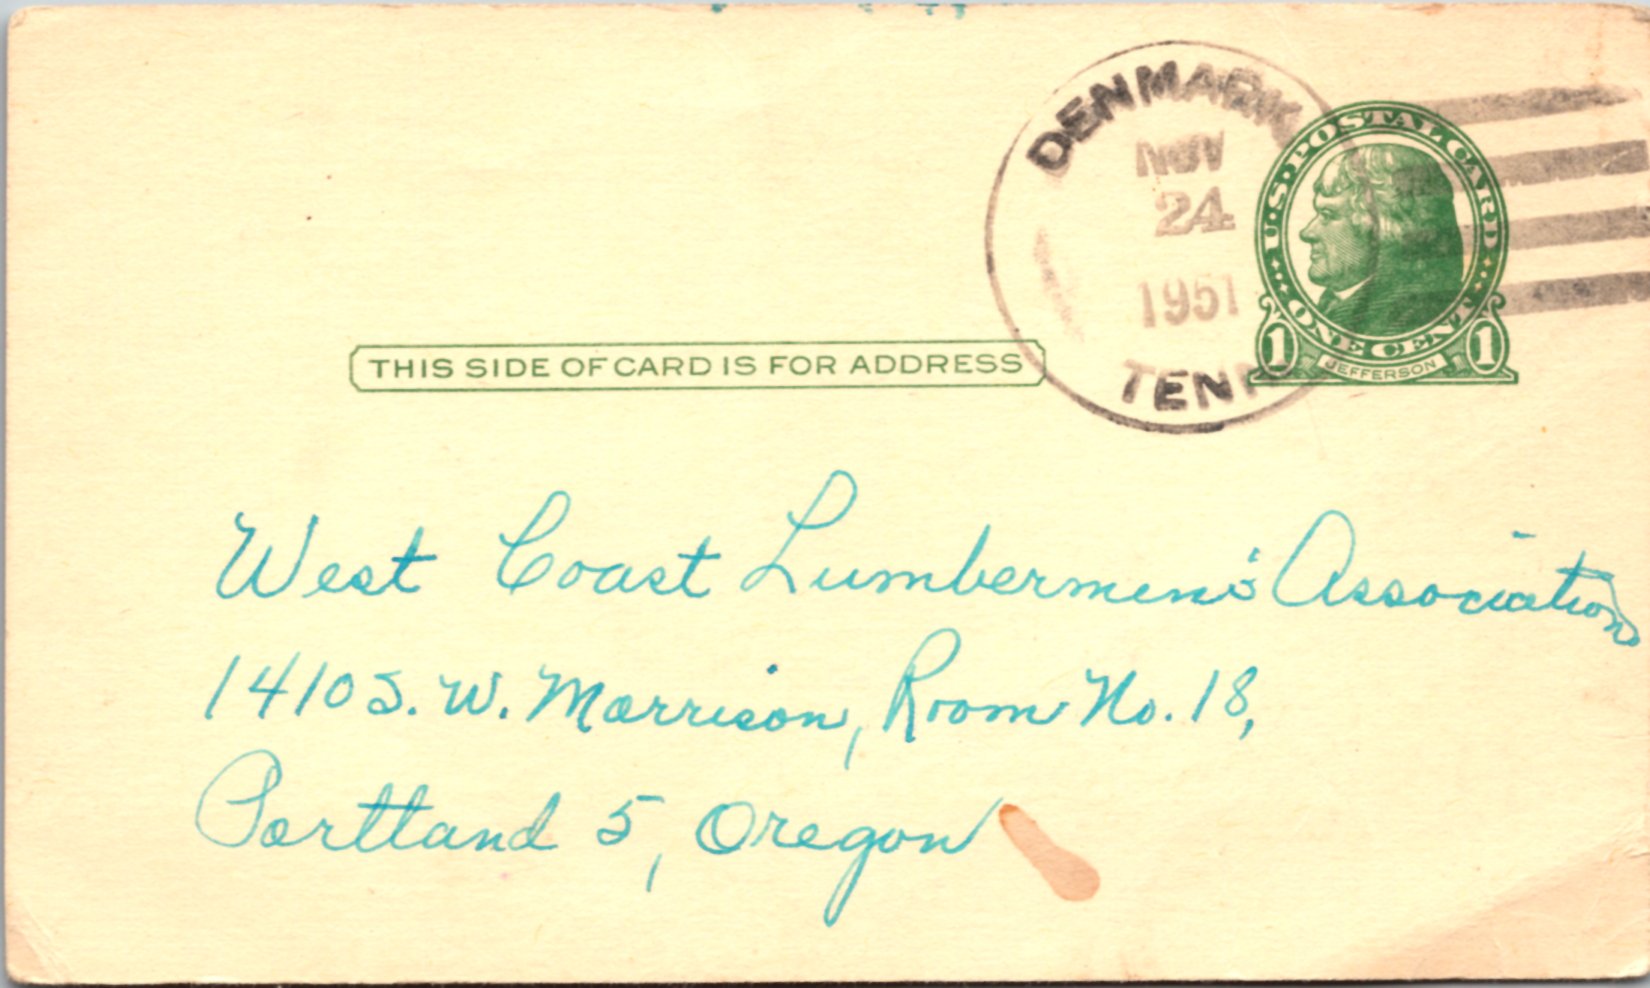 DENMARK
NOV
24
1951
TENN
U.S. POSTAL CARD
ONE CENT
1 JEFFERSON 1
THIS SIDE OF CARD IS FOR ADDRESS
West Coast Lumbermen's Association
1410 S. W. Morrison, Room No. 18,
Portland 5, Oregon